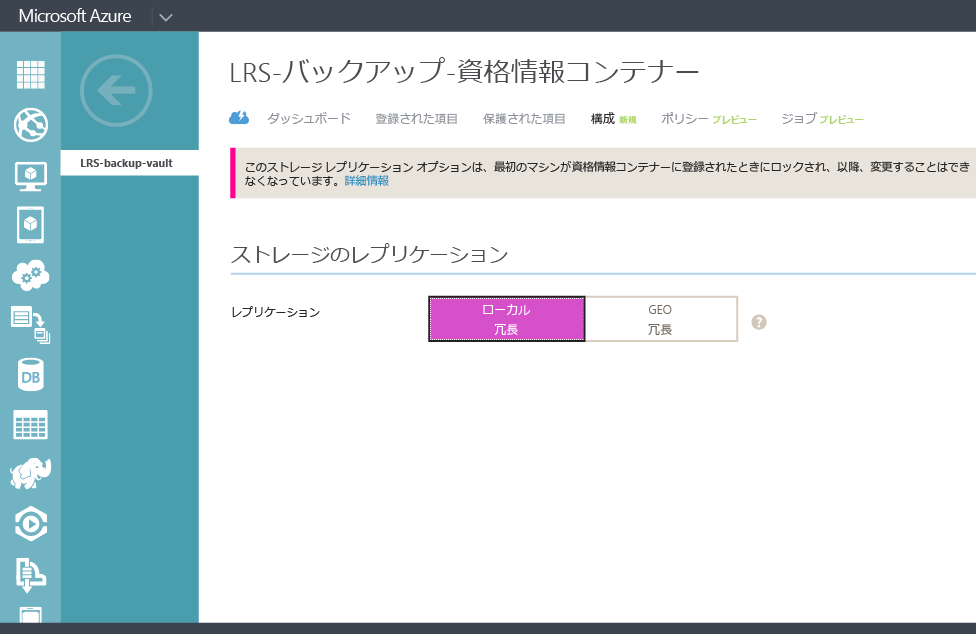 Microsoft Azure
LRS-backup-vault
LRS-バックアップ-資格情報コンテナー
ダッシュボード 登録された項目 保護された項目 構成 新規 ポリシー プレビュー ジョブ プレビュー
このストレージ レプリケーション オプションは、最初のマシンが資格情報コンテナーに登録されたときにロックされ、以降、変更することはでき
なくなっています。詳細情報
ストレージのレプリケーション
レプリケーション
ローカル
冗長
GEO
冗長
?
DB